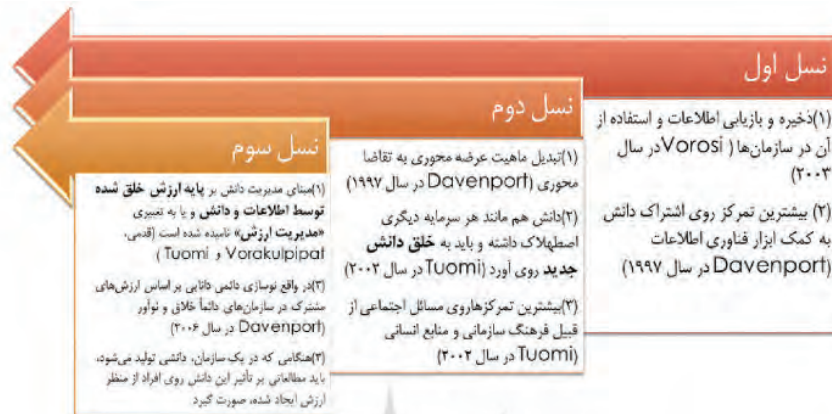 نسل اول
(۱)ذخیره و بازیابی اطلاعات و استفاده از
آن در سازمان‌ها ( Vorosiدر سال
۲۰۰۳)
(۲) بیشترین تمرکز روی اشتراک دانش
به کمک ابزار فناوری اطلاعات
(Davenport در سال ۱۹۹۷)
نسل دوم
(۱)تبدیل ماهیت عرضه محوری به تقاضا
محوری (Davenport در سال ۱۹۹۷)
(۲)دانش هم مانند هر سرمایه دیگری
اصطهلاک داشته و باید به خلق دانش
جدید روی آورد (Tuomi در سال ۲۰۰۲)
(۳)بیشترین تمرکزهاروی مسائل اجتماعی از
قبیل فرهنگ سازمانی و منابع انسانی
(Tuomi در سال ۲۰۰۲)
نسل سوم
(۱)مبنای مدیریت دانش بر پایه ارزش خلق شده
توسط اطلاعات و دانش و یا به تعبیری
«مدیریت ارزش» نامیده شده است (قدمی،
Vorakulpipat و Tuomi )
(۲)در واقع نوسازی دائمی دانایی بر اساس ارزش‌های
مشترک در سازمان‌های دائماً خلاق و نوآور
(Davenport در سال ۲۰۰۶)
(۳)هنگامی که در یک سازمان، دانشی تولید می‌شود،
باید مطالعاتی بر تأثیر این دانش روی افراد از منظر
ارزش ایجاد شده، صورت گیرد